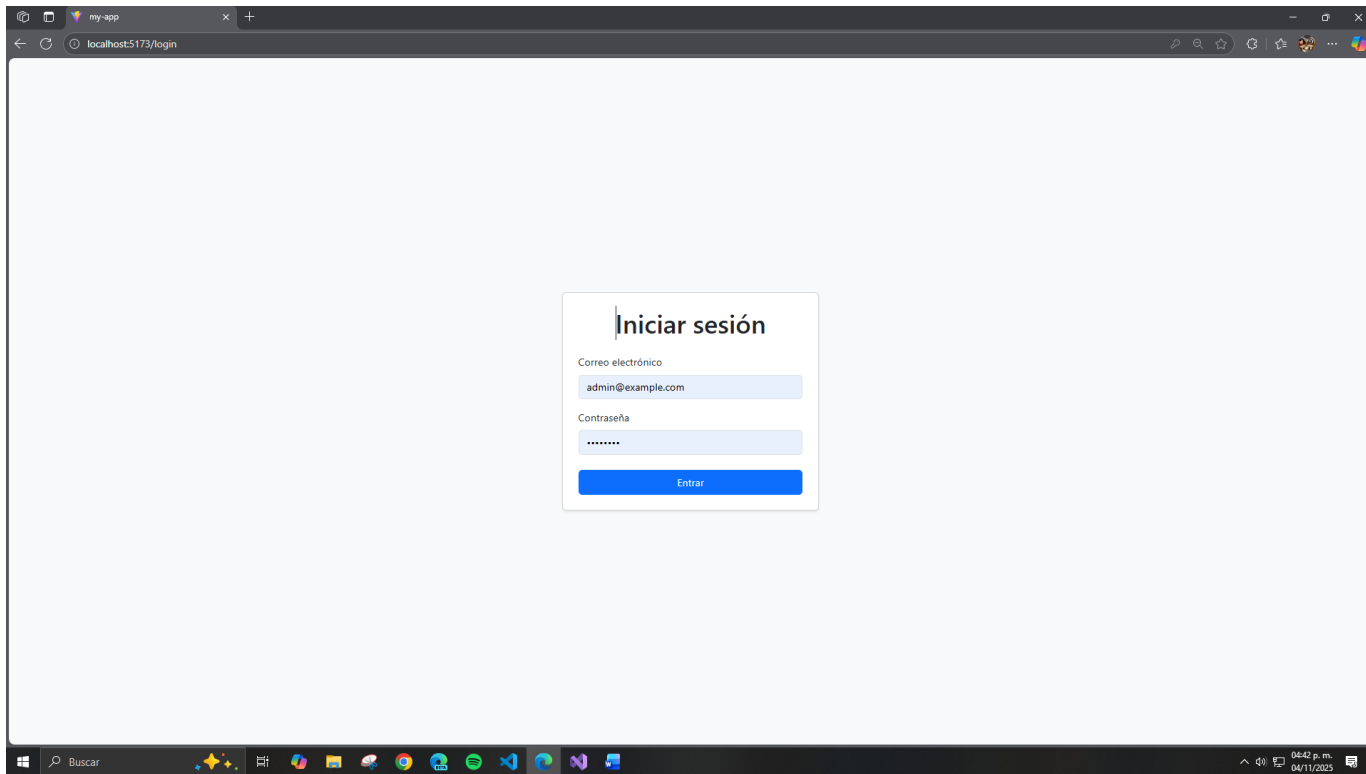 my-app
localhost:5173/login
Iniciar sesión
Correo electrónico
admin@example.com
Contraseña
••••••••
Entrar
Buscar
04:42 p. m.
04/11/2025